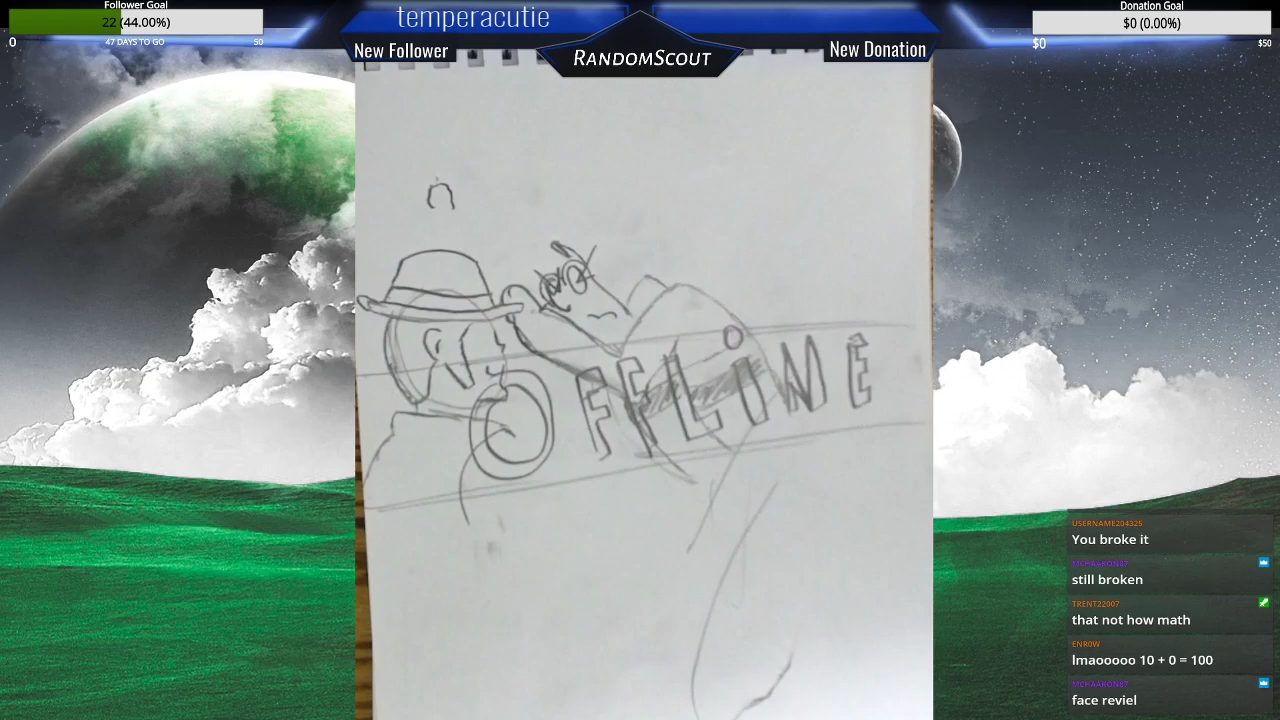 Follower Goal
22 (44.00%)
0
47 DAYS TO GO
50
temperacutie
New Follower
RANDOMSCOUT
New Donation
Donation Goal
$0 (0.00%)
$0
$50
OFFLINE
USERNAME204325
You broke it
still broken
TRENT22007
that not how math
ENR0W
lmaooooo 10 + 0 = 100
face reviel